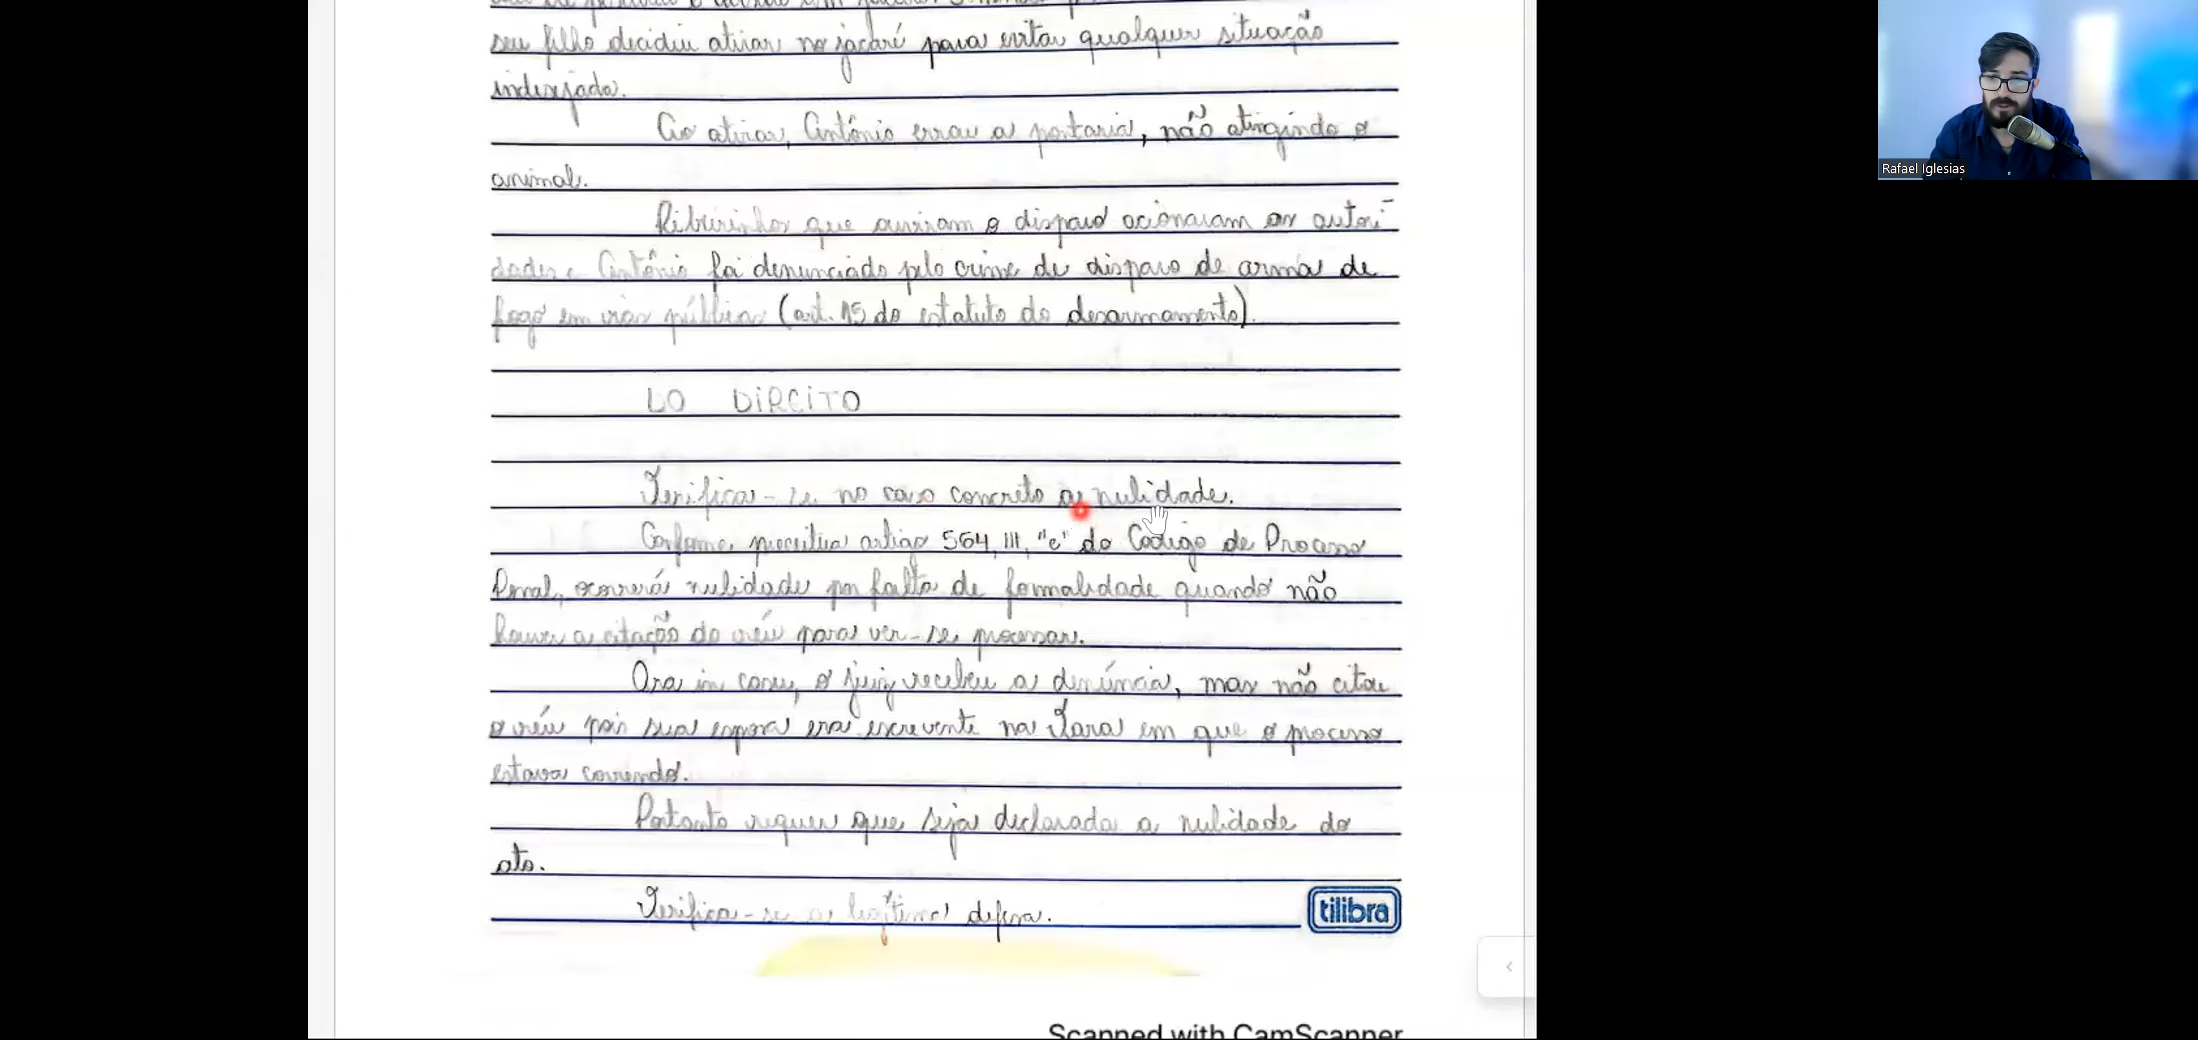 seu filho decidiu atirar no jacaré para evitar qualquer situação
indesejada.
Ao atirar, Antônio errou a pontaria, não atingindo o
animal.
Ribeirinhos que ouviram o disparo acionaram as autori-
dades e Antônio foi denunciado pelo crime de disparo de arma de
fogo em via pública (art. 15 do estatuto do desarmamento).
DO DIREITO
Verifica-se no caso concreto a nulidade.
Conforme preceitua artigo 564, III, "e" do Código de Processo
Penal, ocorrerá nulidade por falta de formalidade quando não
houver a citação do réu para ver-se processar.
Ora in casu, o juiz recebeu a denúncia, mas não citou
o réu pois sua esposa era escrevente na Vara em que o processo
estava correndo.
Portanto requer que seja declarada a nulidade do
ato.
Verifica-se a legítima defesa.
tilibra
Scanned with CamScanner
Rafael Iglesias